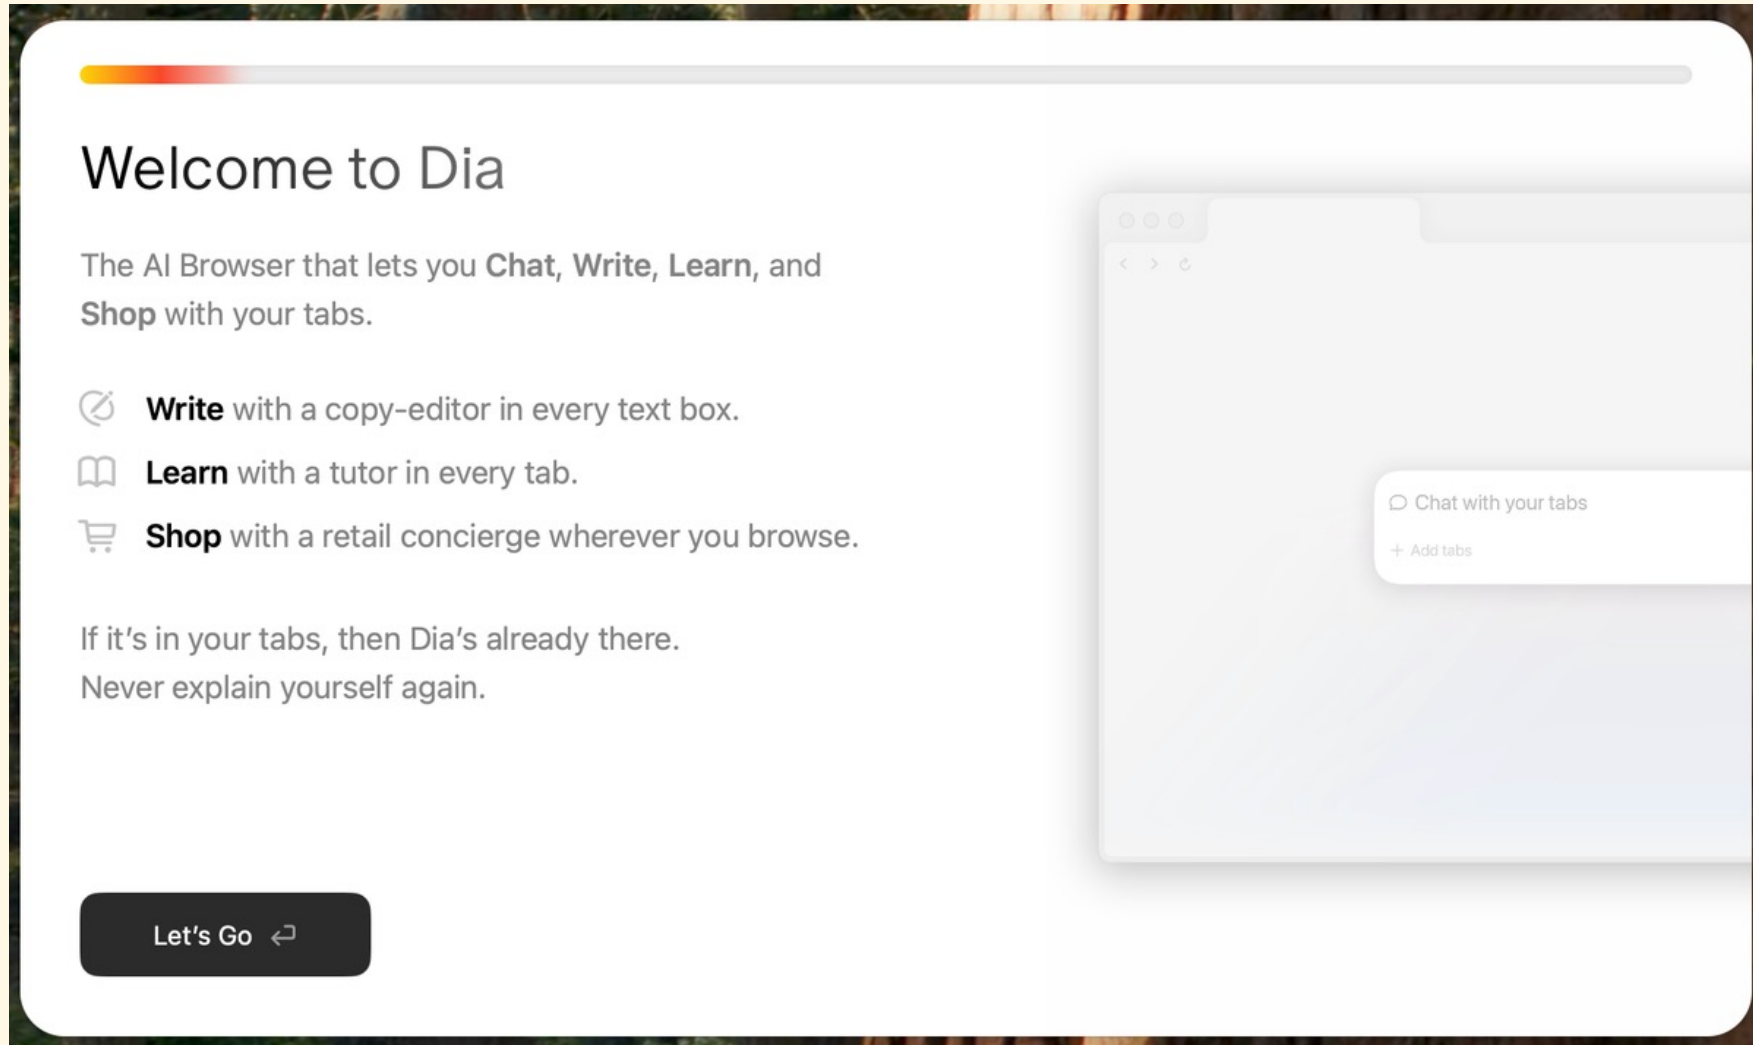 Welcome to Dia
The AI Browser that lets you Chat, Write, Learn, and
Shop with your tabs.
Write with a copy-editor in every text box.
Learn with a tutor in every tab.
Shop with a retail concierge wherever you browse.
If it’s in your tabs, then Dia’s already there.
Never explain yourself again.
Let’s Go
Chat with your tabs
Add tabs